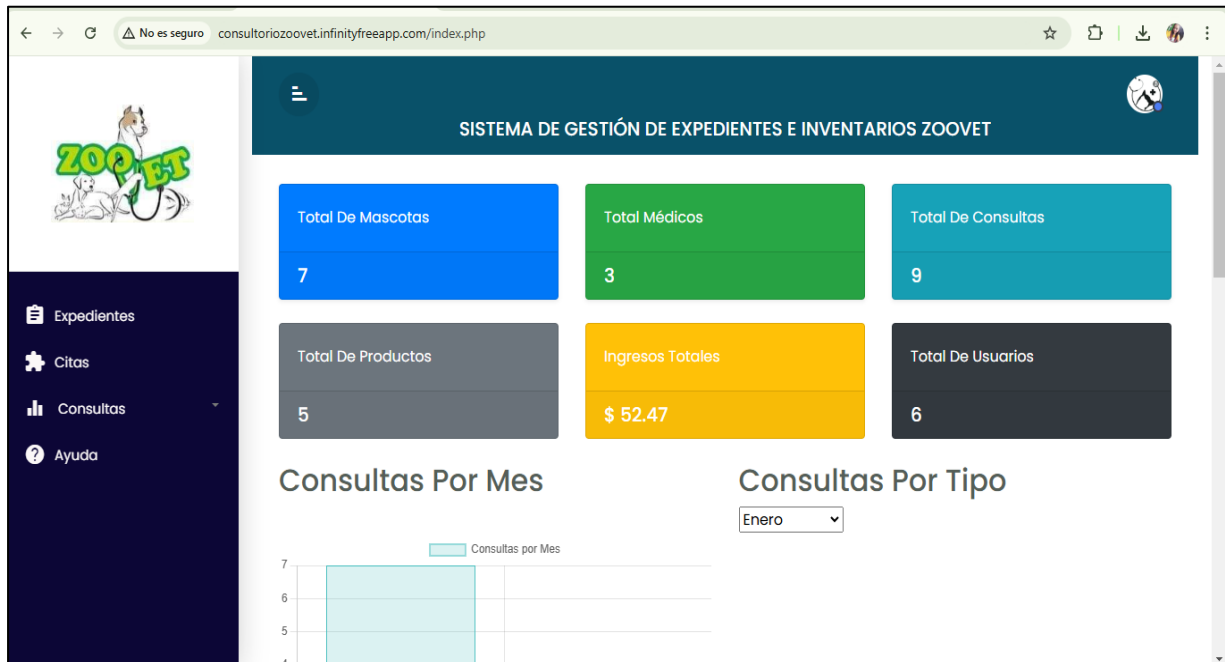 No es seguro consultoriozoovet.infinityfreeapp.com/index.php
ZOOVET
SISTEMA DE GESTIÓN DE EXPEDIENTES E INVENTARIOS ZOOVET
Expedientes
Citas
Consultas
Ayuda
Total De Mascotas
7
Total Médicos
3
Total De Consultas
9
Total De Productos
5
Ingresos Totales
$ 52.47
Total De Usuarios
6
Consultas Por Mes
Consultas por Mes
7
6
5
4
Consultas Por Tipo
Enero